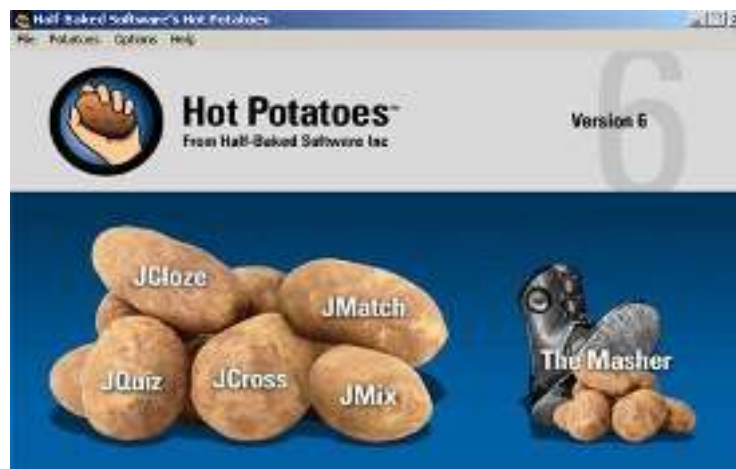 Half-Baked Software's Hot Potatoes
File Potatoes Options Help
Hot Potatoes™
From Half-Baked Software Inc
Version 6
6
JCloze
JMatch
The Masher
JQuiz
JCross
JMix